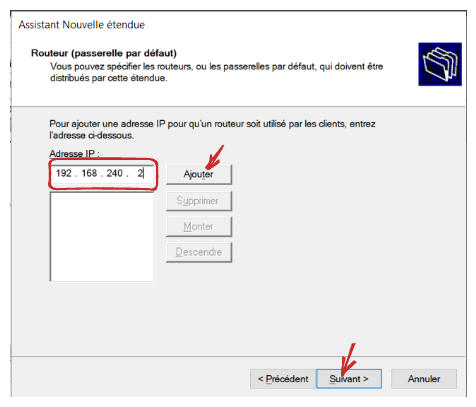 Assistant Nouvelle étendue
Routeur (passerelle par défaut)
Vous pouvez spécifier les routeurs, ou les passerelles par défaut, qui doivent être
distribués par cette étendue.
Pour ajouter une adresse IP pour qu'un routeur soit utilisé par les clients, entrez
l'adresse ci-dessous.
Adresse IP :
192 . 168 . 240 . 2
Ajouter
Supprimer
Monter
Descendre
< Précédent
Suivant >
Annuler